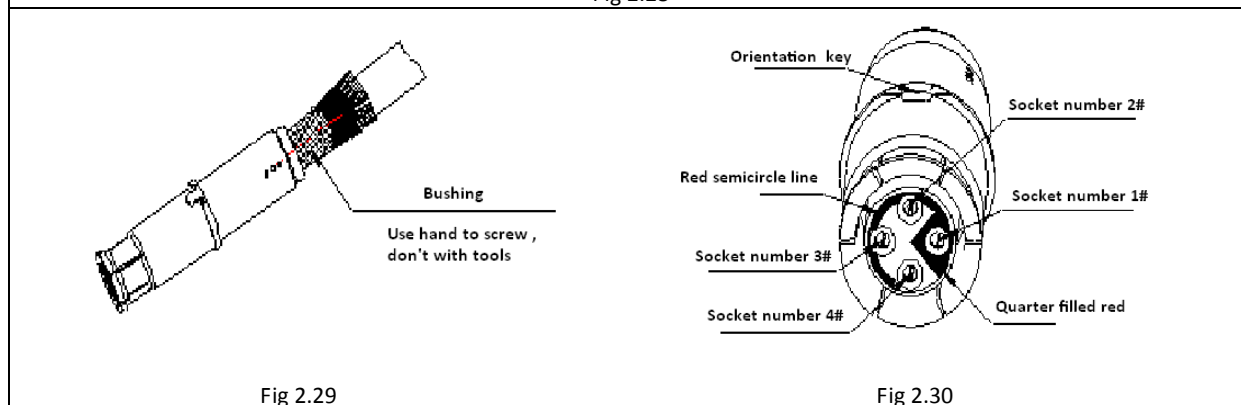 Bushing
Use hand to screw ,
don't with tools
Fig 2.29
Orientation key
Socket number 2#
Red semicircle line
Socket number 1#
Socket number 3#
Socket number 4#
Quarter filled red
Fig 2.30